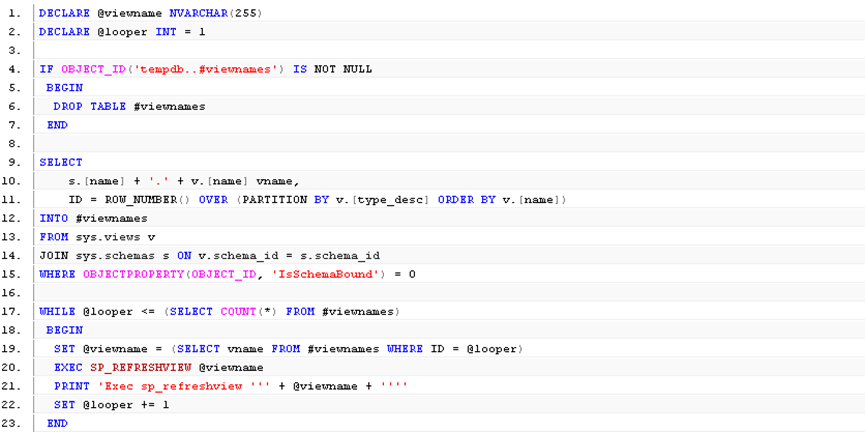 1. DECLARE @viewname NVARCHAR(255)
2. DECLARE @looper INT = 1
3.
4. IF OBJECT_ID('tempdb..#viewnames') IS NOT NULL
5. BEGIN
6. DROP TABLE #viewnames
7. END
8.
9. SELECT
10. s.[name] + '.' + v.[name] vname,
11. ID = ROW_NUMBER() OVER (PARTITION BY v.[type_desc] ORDER BY v.[name])
12. INTO #viewnames
13. FROM sys.views v
14. JOIN sys.schemas s ON v.schema_id = s.schema_id
15. WHERE OBJECTPROPERTY(OBJECT_ID, 'IsSchemaBound') = 0
16.
17. WHILE @looper <= (SELECT COUNT(*) FROM #viewnames)
18. BEGIN
19. SET @viewname = (SELECT vname FROM #viewnames WHERE ID = @looper)
20. EXEC SP_REFRESHVIEW @viewname
21. PRINT 'Exec sp_refreshview ''' + @viewname + ''''
22. SET @looper += 1
23. END